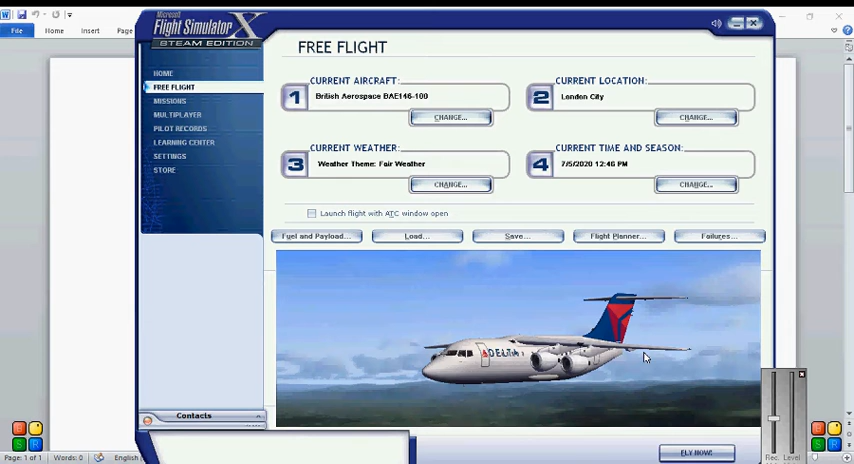 File
Home
Insert
Pag
Microsoft
Flight Simulator X
STEAM EDITION
HOME
FREE FLIGHT
MISSIONS
MULTIPLAYER
PILOT RECORDS
LEARNING CENTER
SETTINGS
STORE
Contacts
FREE FLIGHT
CURRENT AIRCRAFT:
1
British Aerospace BAE146-100
CHANGE...
CURRENT LOCATION:
2
London City
CHANGE...
CURRENT WEATHER:
3
Weather Theme: Fair Weather
CHANGE...
CURRENT TIME AND SEASON:
4
7/5/2020 12:46 PM
CHANGE...
Launch flight with ATC window open
Fuel and Payload...
Load...
Save...
Flight Planner...
Failures...
DELTA
FLY NOW!
Rec. Level
B
S
R
B
S
R
Page: 1 of 1
Words: 0
English